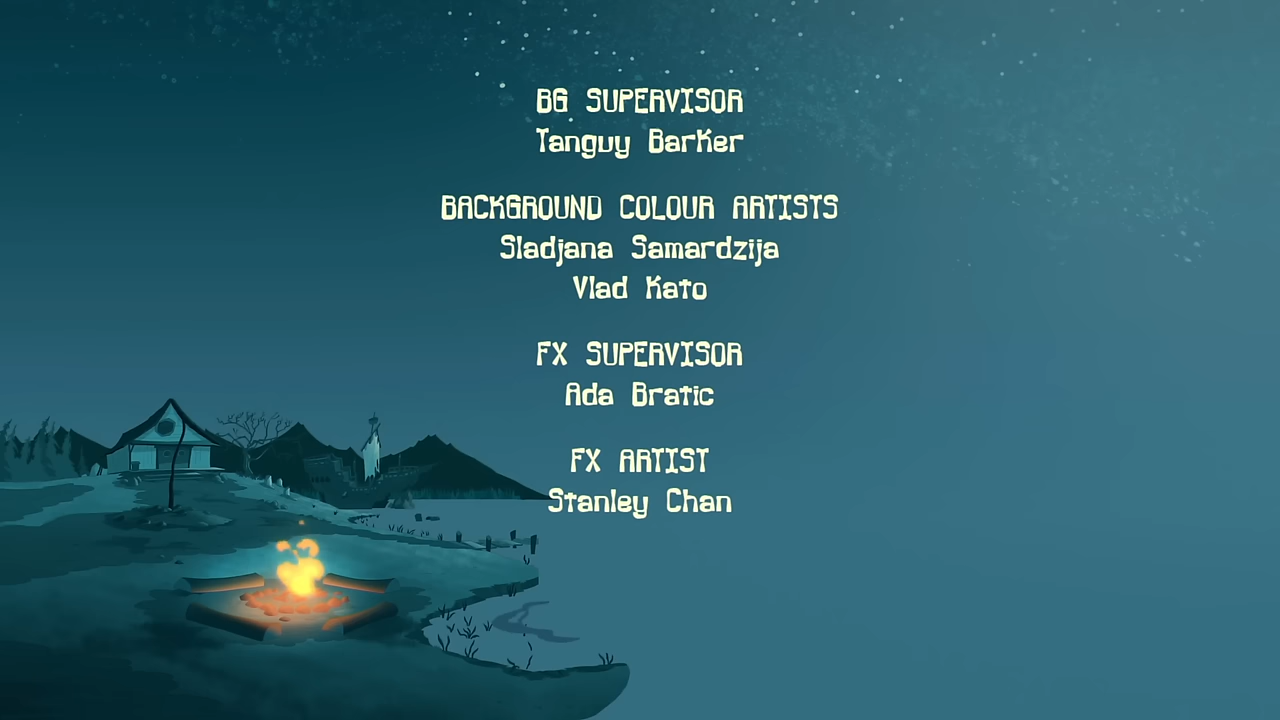 BG SUPERVISOR
Tanguy Barker
BACKGROUND COLOUR ARTISTS
Sladjana Samardzija
Vlad Kato
FX SUPERVISOR
Ada Bratic
FX ARTIST
Stanley Chan